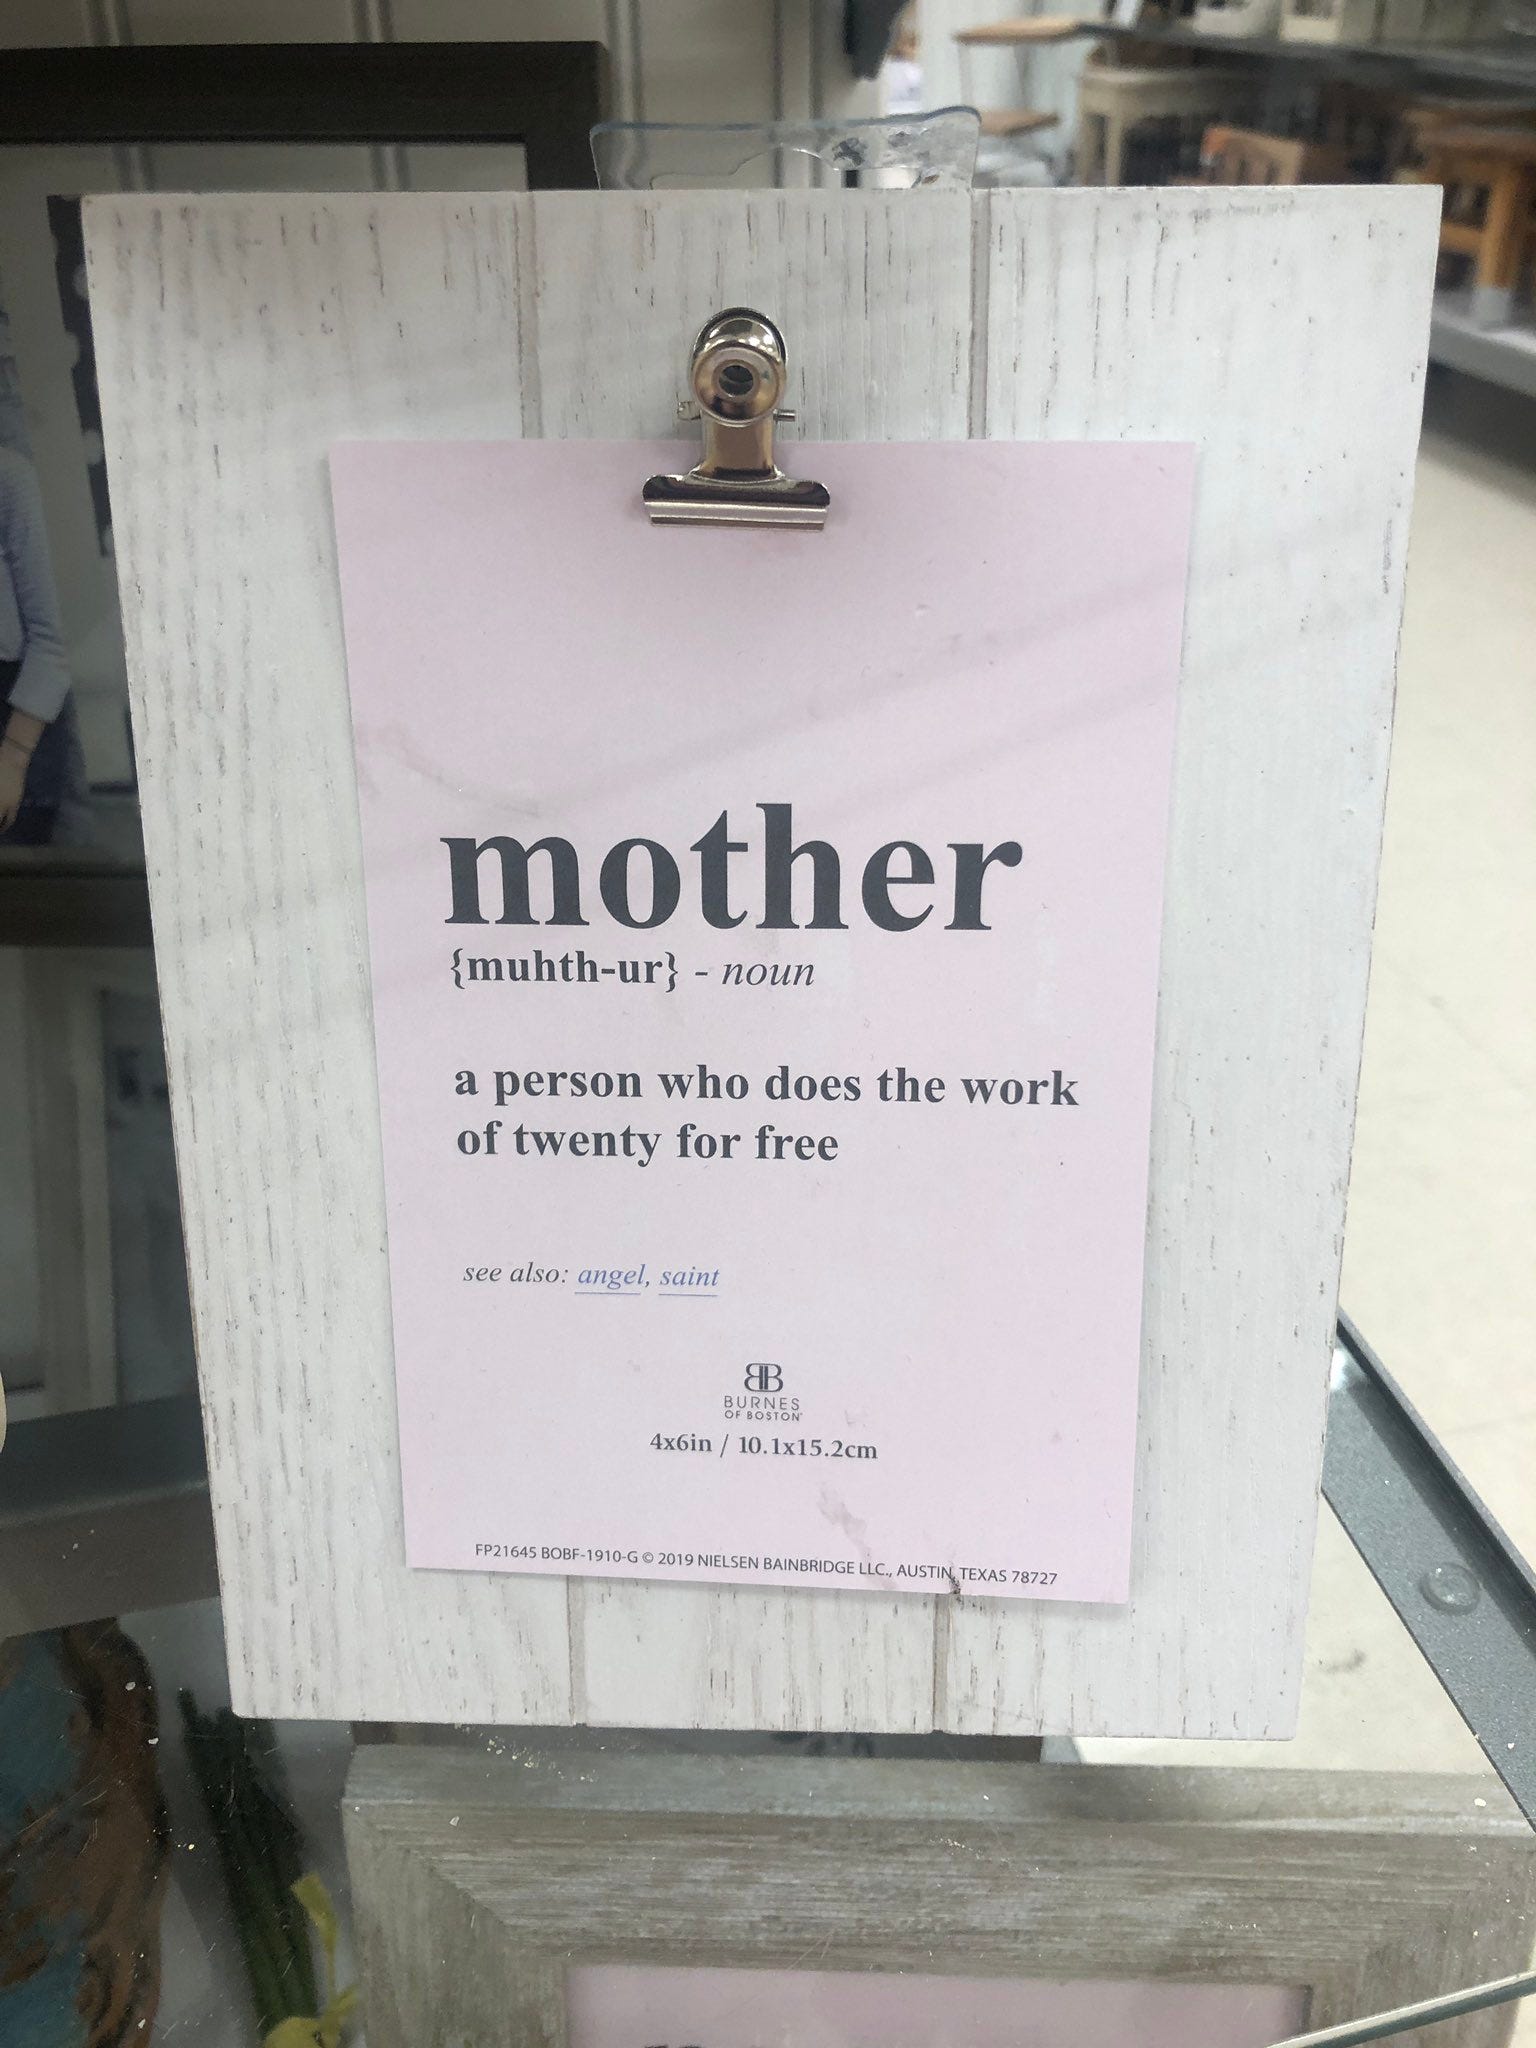 mother
{muhth-ur} - noun
a person who does the work
of twenty for free
see also: angel, saint
BB
BURNES
OF BOSTON
4x6in / 10.1x15.2cm
FP21645 BOBF-1910-G © 2019 NIELSEN BAINBRIDGE LLC., AUSTIN, TEXAS 78727